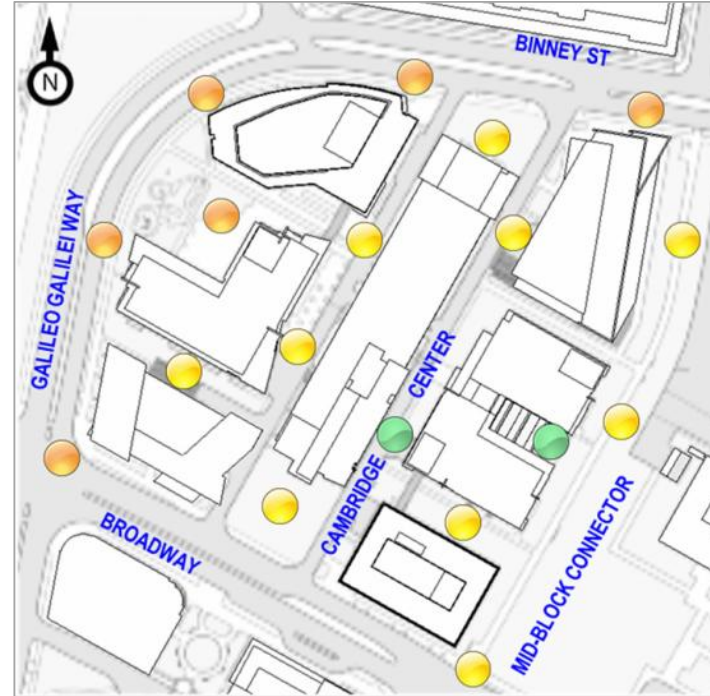 BINNEY ST
N
GALILEO GALILEI WAY
CAMBRIDGE CENTER
BROADWAY
MID-BLOCK CONNECTOR